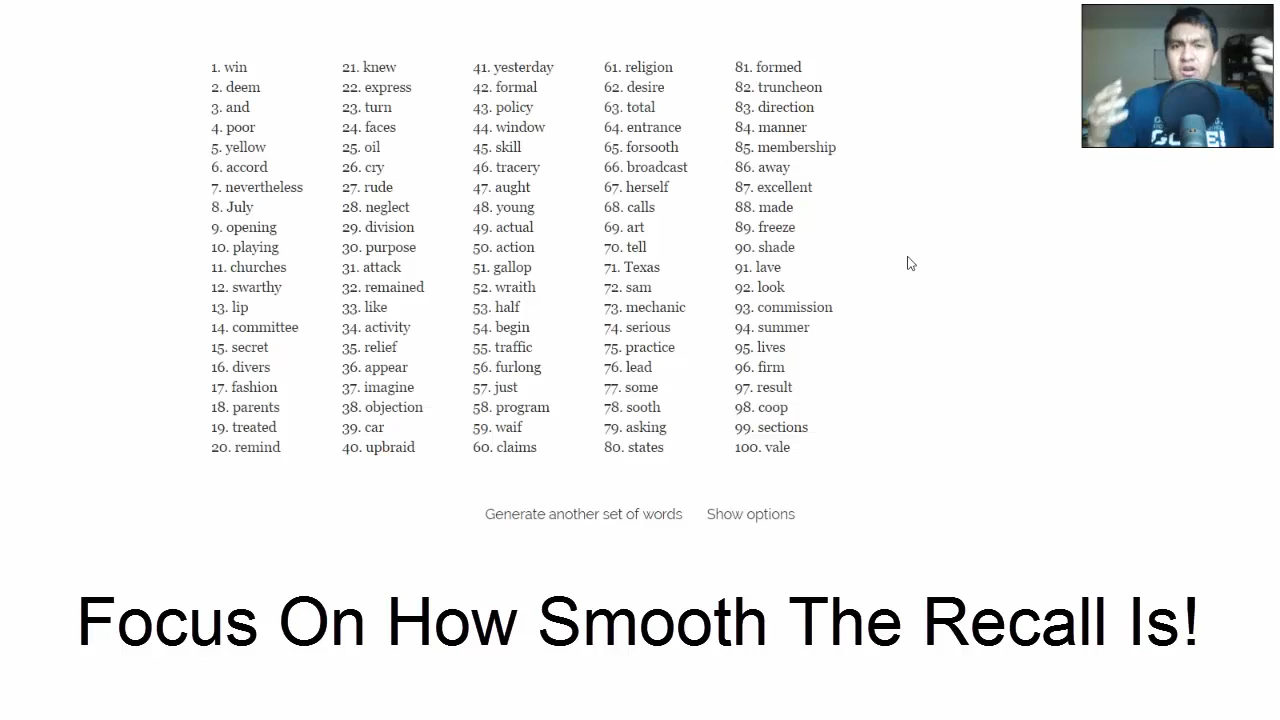 1. win
2. deem
3. and
4. poor
5. yellow
6. accord
7. nevertheless
8. July
9. opening
10. playing
11. churches
12. swarthy
13. lip
14. committee
15. secret
16. divers
17. fashion
18. parents
19. treated
20. remind
21. knew
22. express
23. turn
24. faces
25. oil
26. cry
27. rude
28. neglect
29. division
30. purpose
31. attack
32. remained
33. like
34. activity
35. relief
36. appear
37. imagine
38. objection
39. car
40. upbraid
41. yesterday
42. formal
43. policy
44. window
45. skill
46. tracery
47. aught
48. young
49. actual
50. action
51. gallop
52. wraith
53. half
54. begin
55. traffic
56. furlong
57. just
58. program
59. waif
60. claims
61. religion
62. desire
63. total
64. entrance
65. forsooth
66. broadcast
67. herself
68. calls
69. art
70. tell
71. Texas
72. sam
73. mechanic
74. serious
75. practice
76. lead
77. some
78. sooth
79. asking
80. states
81. formed
82. truncheon
83. direction
84. manner
85. membership
86. away
87. excellent
88. made
89. freeze
90. shade
91. lave
92. look
93. commission
94. summer
95. lives
96. firm
97. result
98. coop
99. sections
100. vale
Generate another set of words Show options
Focus On How Smooth The Recall Is!